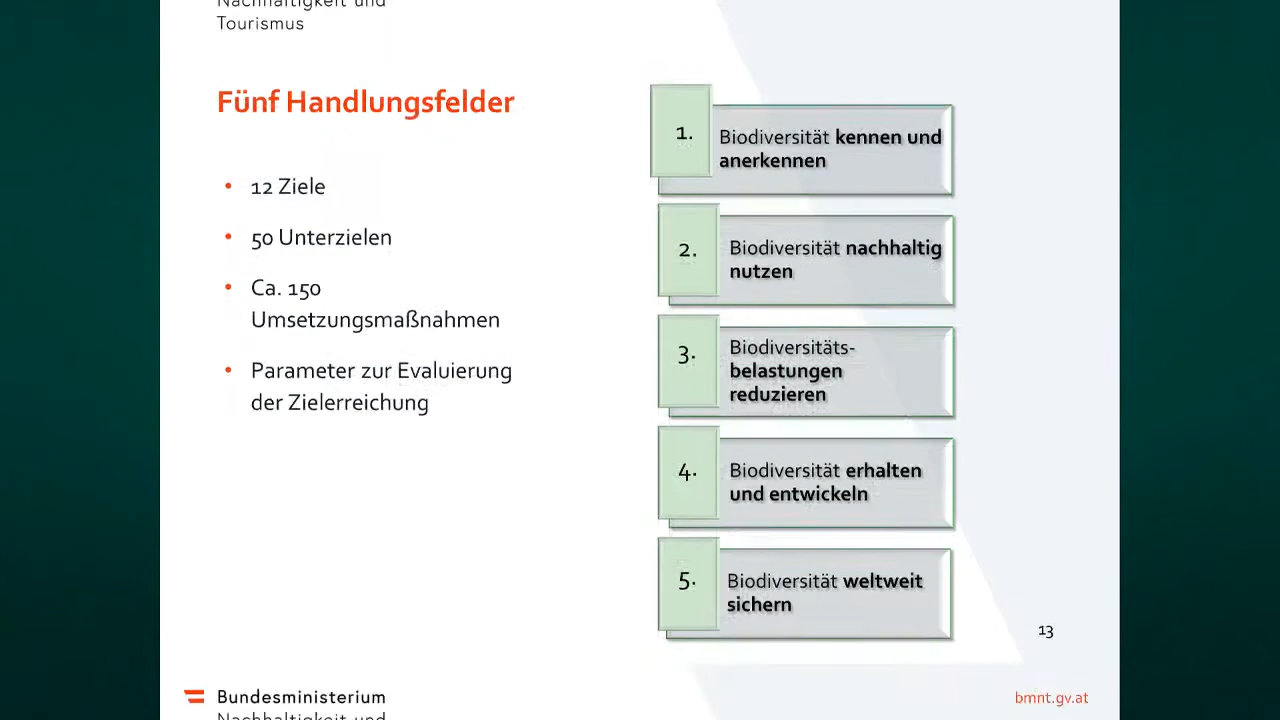 Nachhaltigkeit und
Tourismus
Fünf Handlungsfelder
• 12 Ziele
• 50 Unterzielen
• Ca. 150
Umsetzungsmaßnahmen
• Parameter zur Evaluierung
der Zielerreichung
1.
Biodiversität kennen und
anerkennen
2.
Biodiversität nachhaltig
nutzen
3.
Biodiversitäts-
belastungen
reduzieren
4.
Biodiversität erhalten
und entwickeln
5.
Biodiversität weltweit
sichern
13
Bundesministerium
Nachhaltigkeit und
bmnt.gv.at